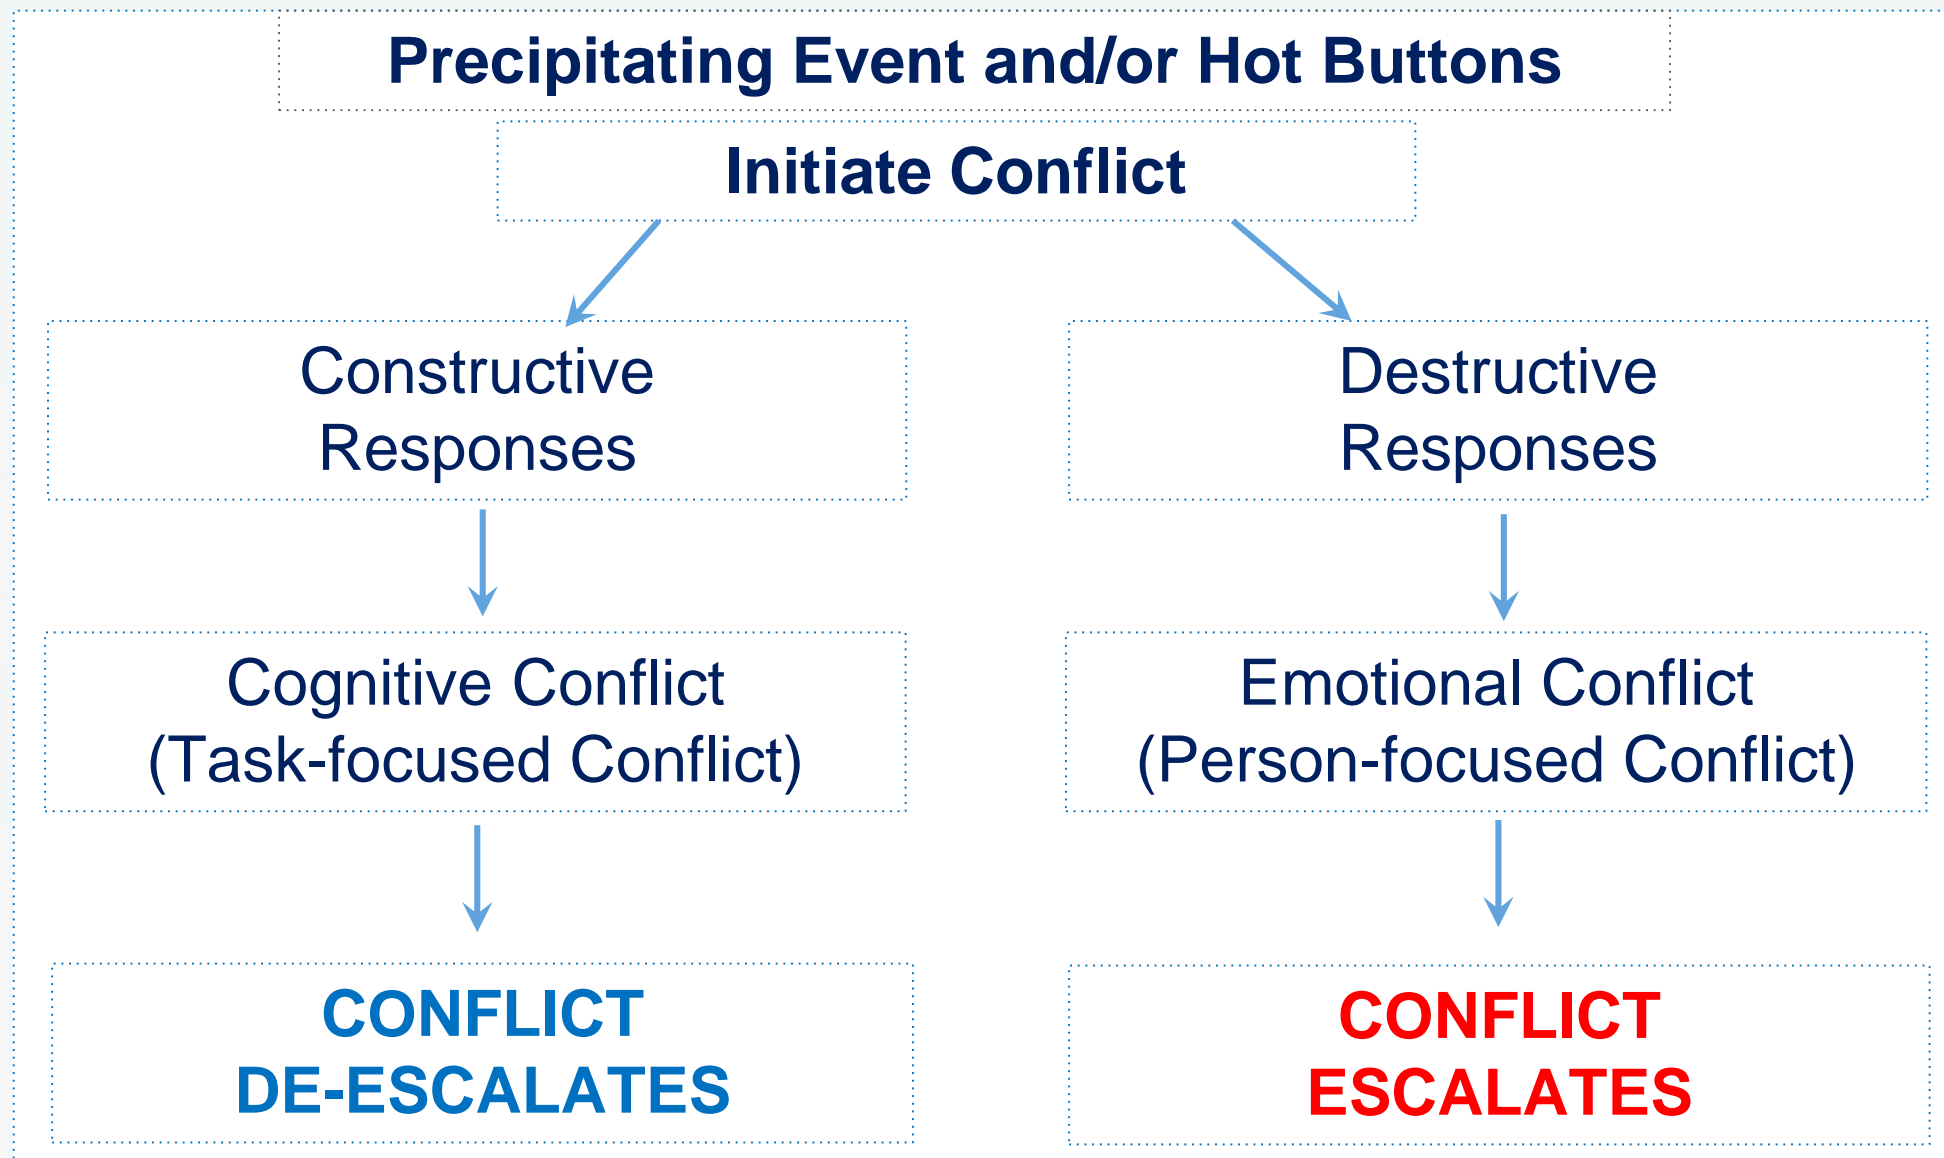 Precipitating Event and/or Hot Buttons
Initiate Conflict
Constructive
Responses
Destructive
Responses
Cognitive Conflict
(Task-focused Conflict)
Emotional Conflict
(Person-focused Conflict)
CONFLICT
DE-ESCALATES
CONFLICT
ESCALATES